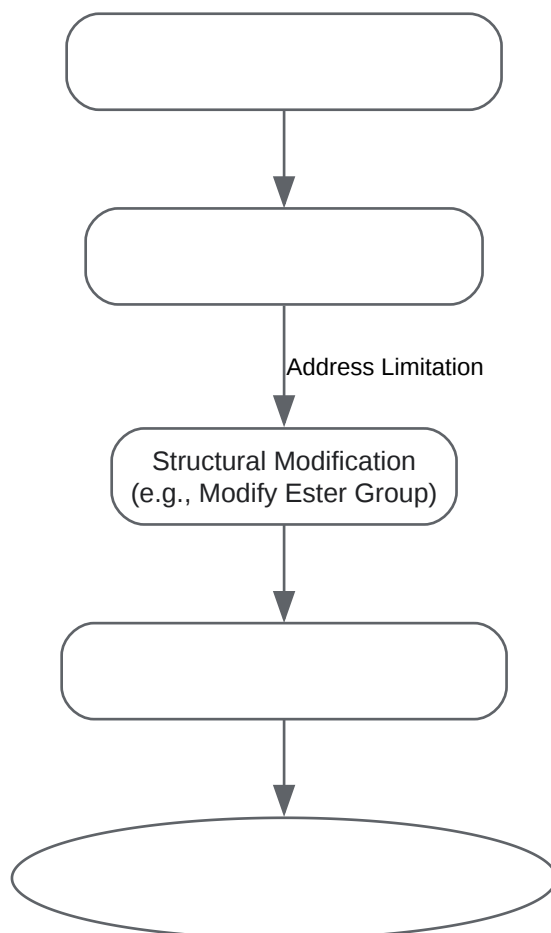 Address Limitation
Structural Modification
(e.g., Modify Ester Group)